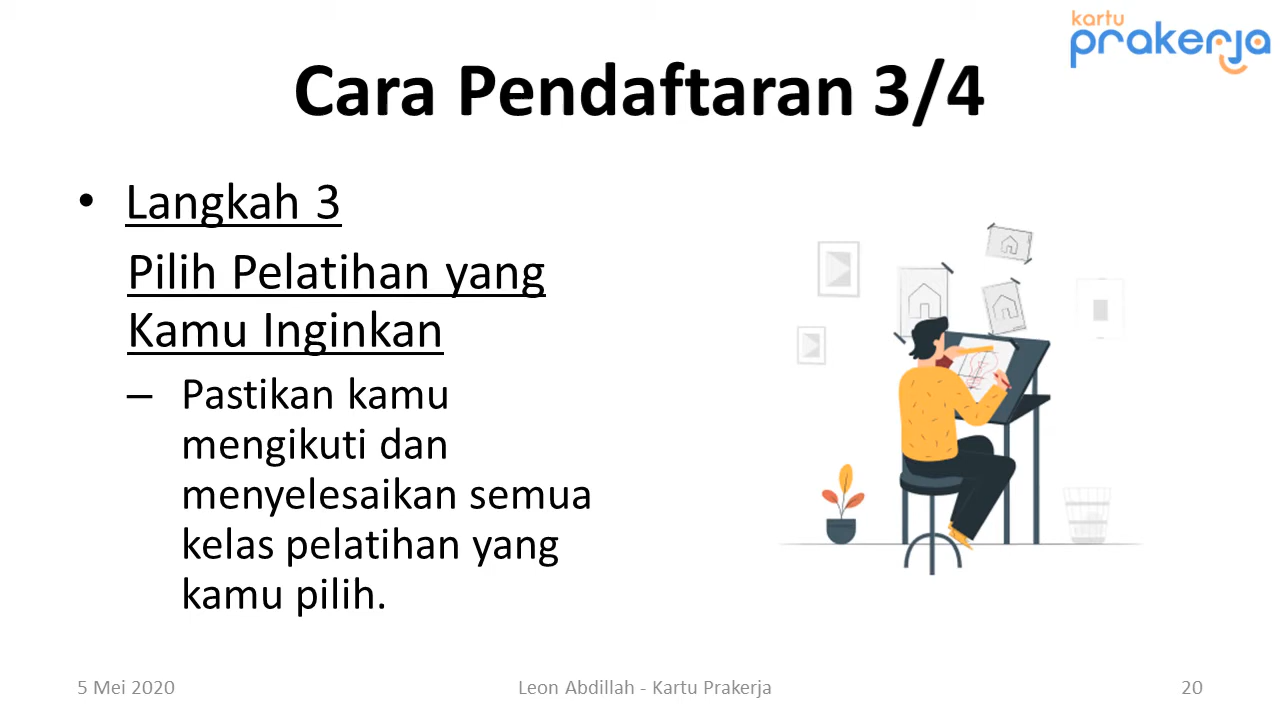 kartu
prakerja
Cara Pendaftaran 3/4
• Langkah 3
Pilih Pelatihan yang
Kamu Inginkan
– Pastikan kamu
mengikuti dan
menyelesaikan semua
kelas pelatihan yang
kamu pilih.
5 Mei 2020
Leon Abdillah - Kartu Prakerja
20